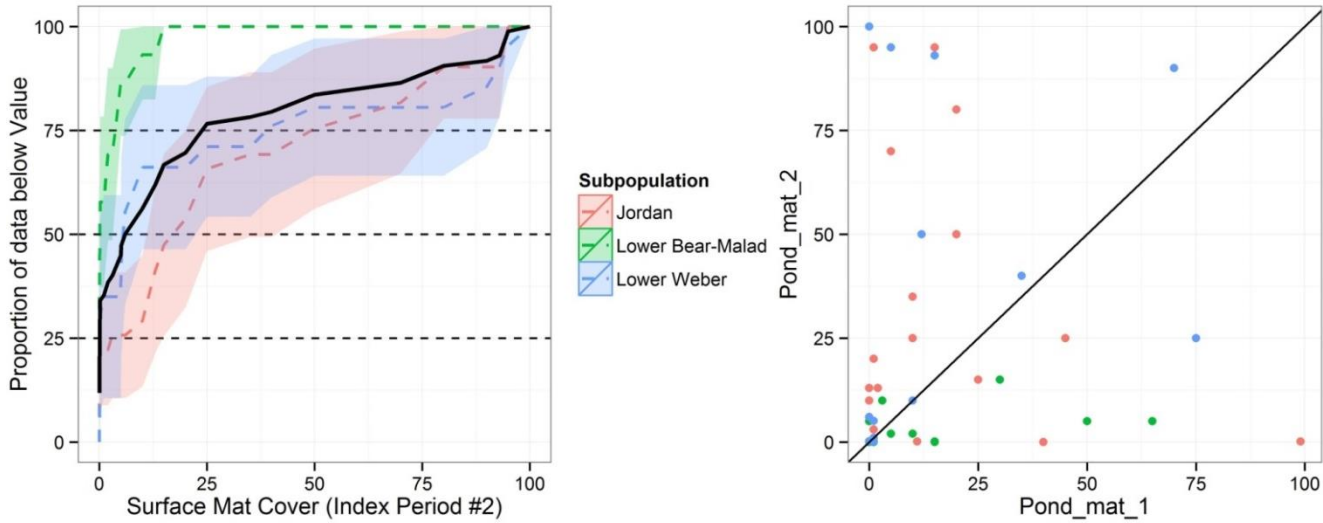 100
75
50
25
0
Proportion of data below Value
0
25
50
75
100
Surface Mat Cover (Index Period #2)
Subpopulation
Jordan
Lower Bear-Malad
Lower Weber
100
75
50
25
0
Pond_mat_2
0
25
50
75
100
Pond_mat_1